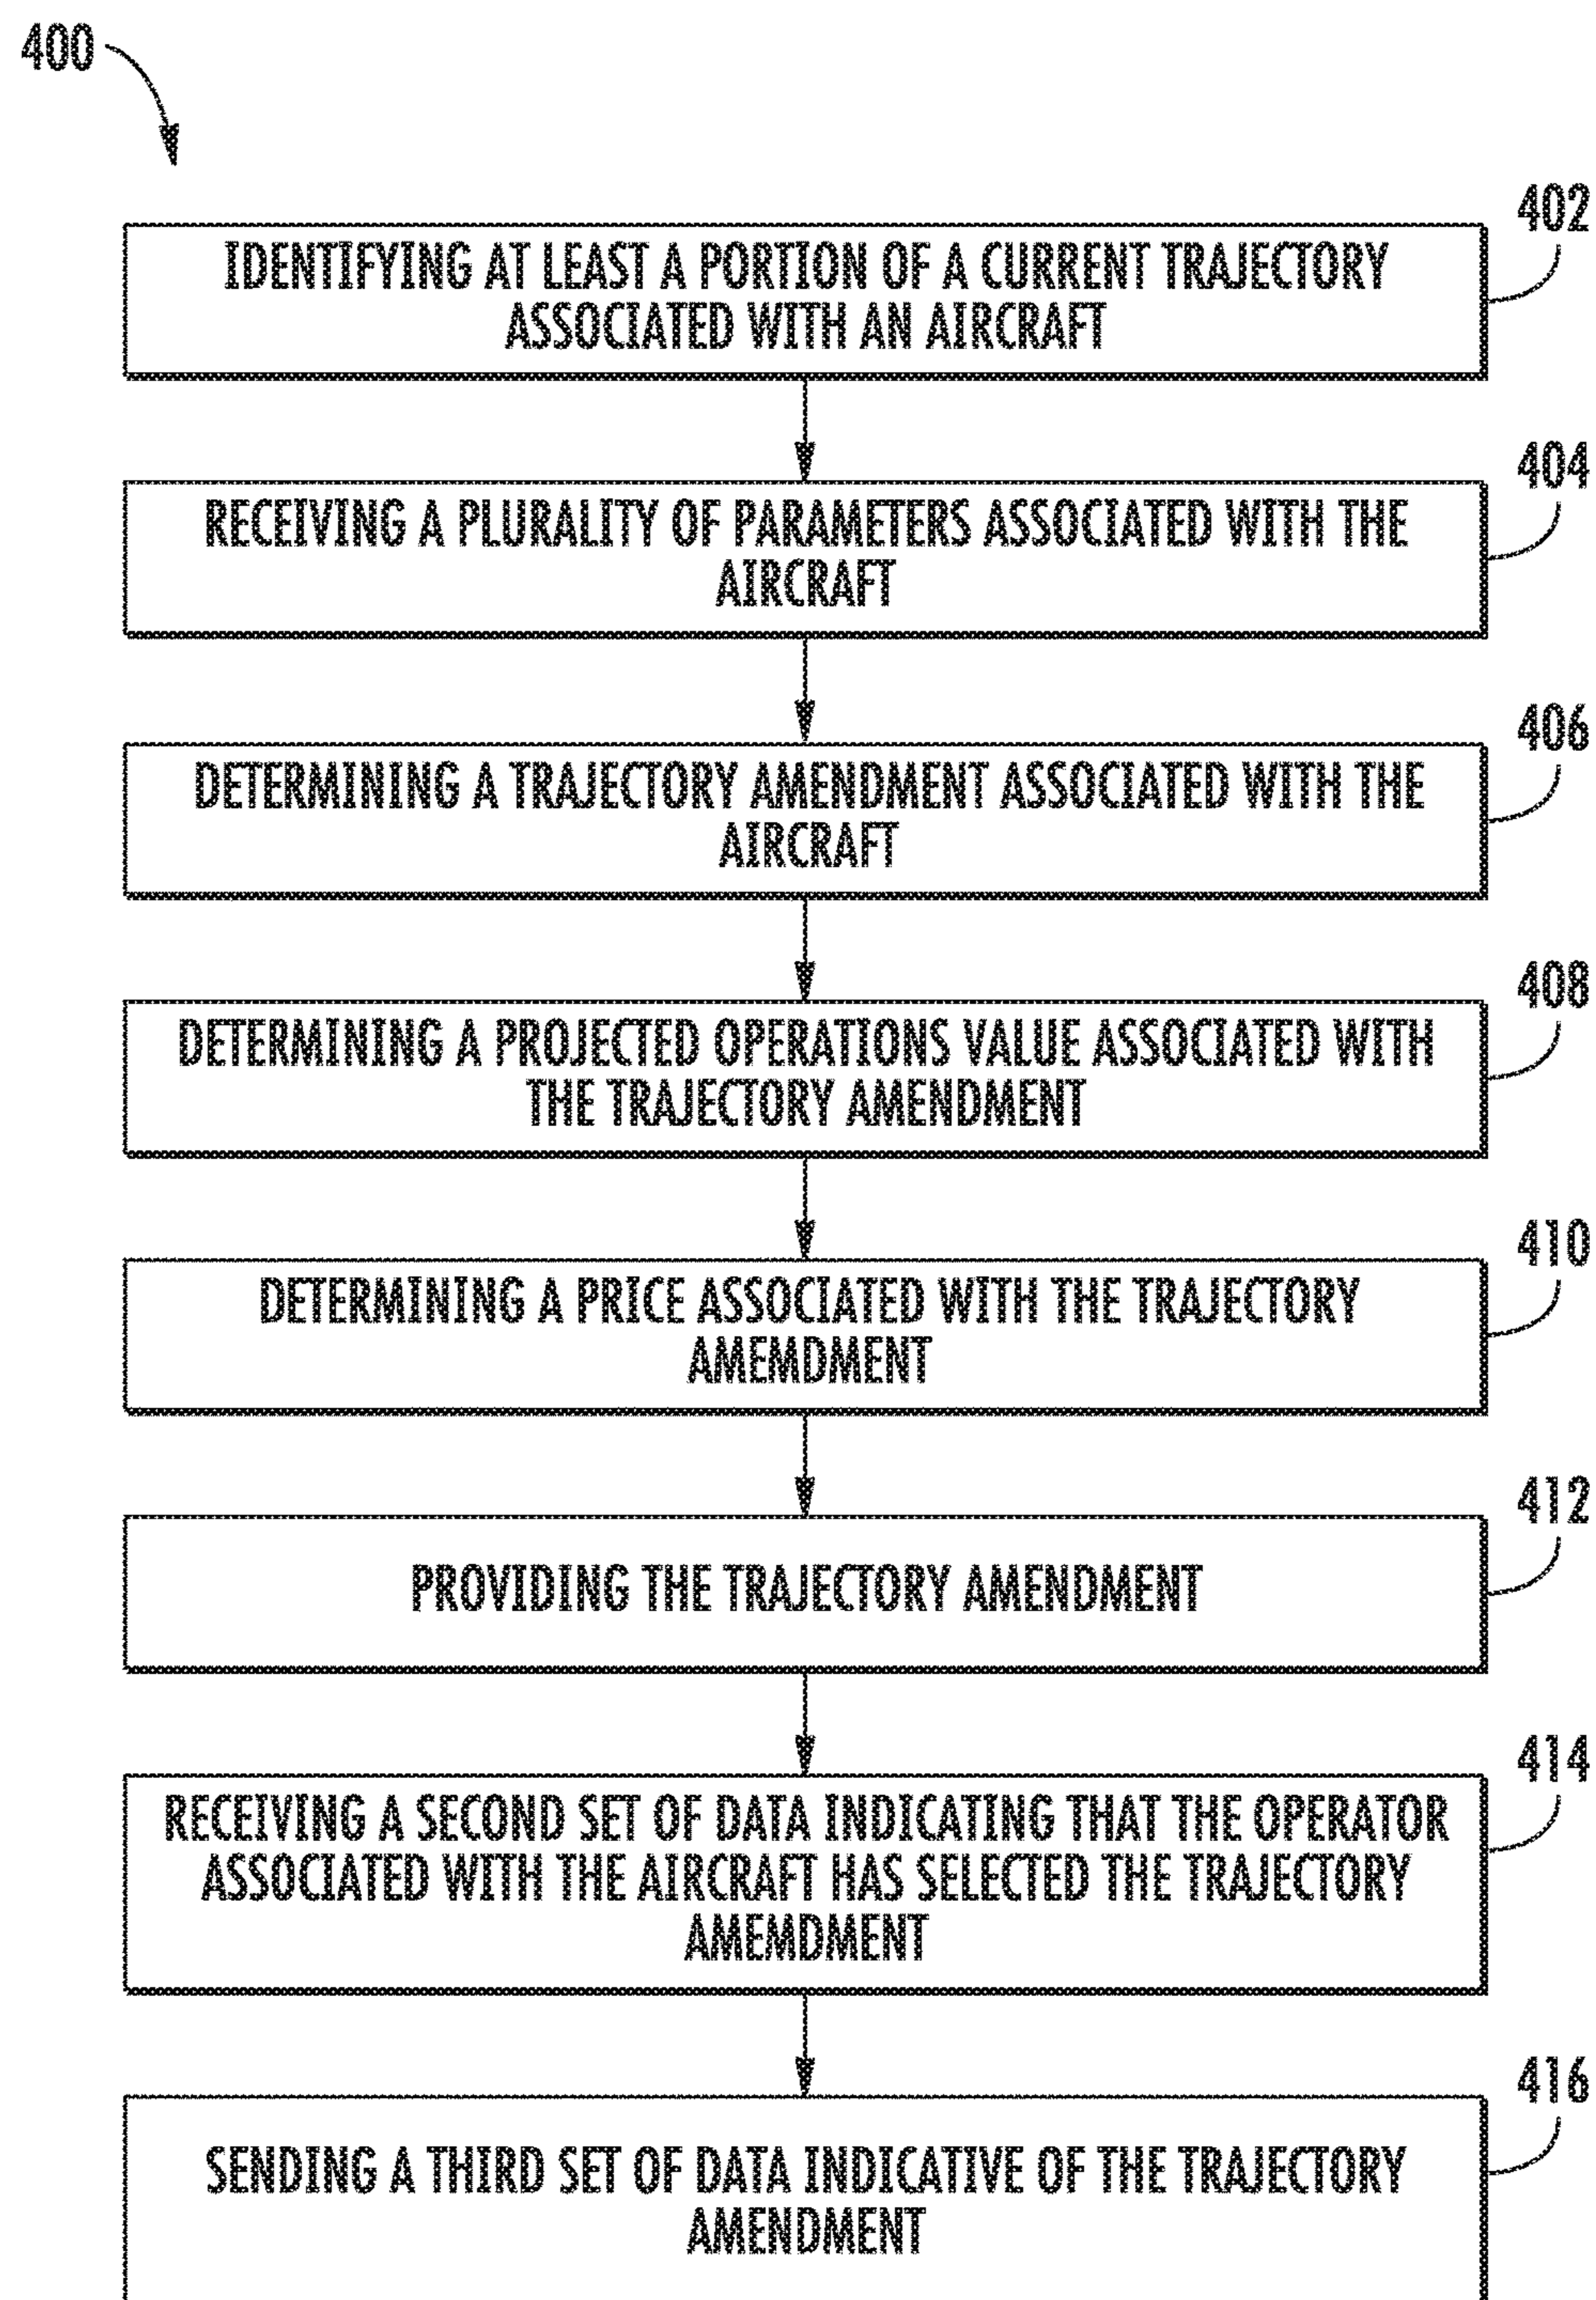 400
402
IDENTIFYING AT LEAST A PORTION OF A CURRENT TRAJECTORY
ASSOCIATED WITH AN AIRCRAFT
404
RECEIVING A PLURALITY OF PARAMETERS ASSOCIATED WITH THE
AIRCRAFT
406
DETERMINING A TRAJECTORY AMENDMENT ASSOCIATED WITH THE
AIRCRAFT
408
DETERMINING A PROJECTED OPERATIONS VALUE ASSOCIATED WITH
THE TRAJECTORY AMENDMENT
410
DETERMINING A PRICE ASSOCIATED WITH THE TRAJECTORY
AMEMDMENT
412
PROVIDING THE TRAJECTORY AMENDMENT
414
RECEIVING A SECOND SET OF DATA INDICATING THAT THE OPERATOR
ASSOCIATED WITH THE AIRCRAFT HAS SELECTED THE TRAJECTORY
AMEMDMENT
416
SENDING A THIRD SET OF DATA INDICATIVE OF THE TRAJECTORY
AMENDMENT